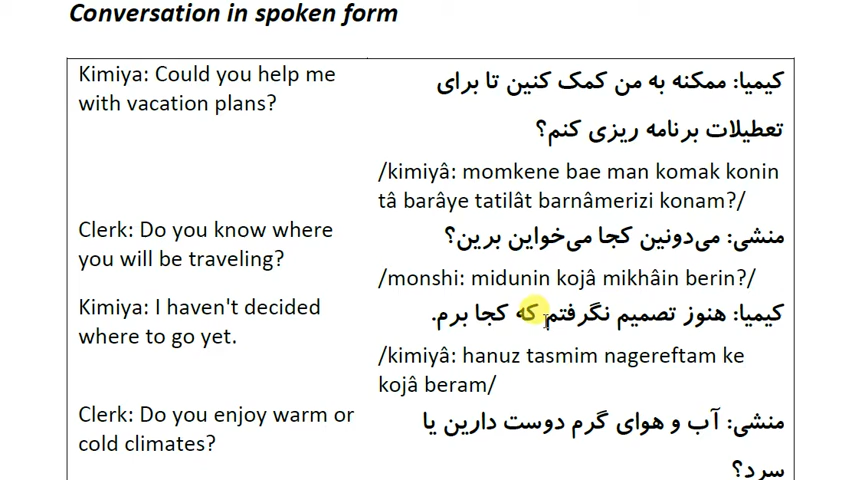 Conversation in spoken form
Kimiya: Could you help me
with vacation plans?
کیمیا: ممکنه به من کمک کنین تا برای
تعطیلات برنامه ریزی کنم؟
/kimiyâ: momkene bae man komak konin
tâ barâye tatilât barnâmerizi konam?/
Clerk: Do you know where
you will be traveling?
منشی: می‌دونین کجا می‌خواین برین؟
/monshi: midunin kojâ mikhâin berin?/
Kimiya: I haven't decided
where to go yet.
کیمیا: هنوز تصمیم نگرفتم که کجا برم.
/kimiyâ: hanuz tasmim nagereftam ke
kojâ beram/
Clerk: Do you enjoy warm or
cold climates?
منشی: آب و هوای گرم دوست دارین یا
سرد؟